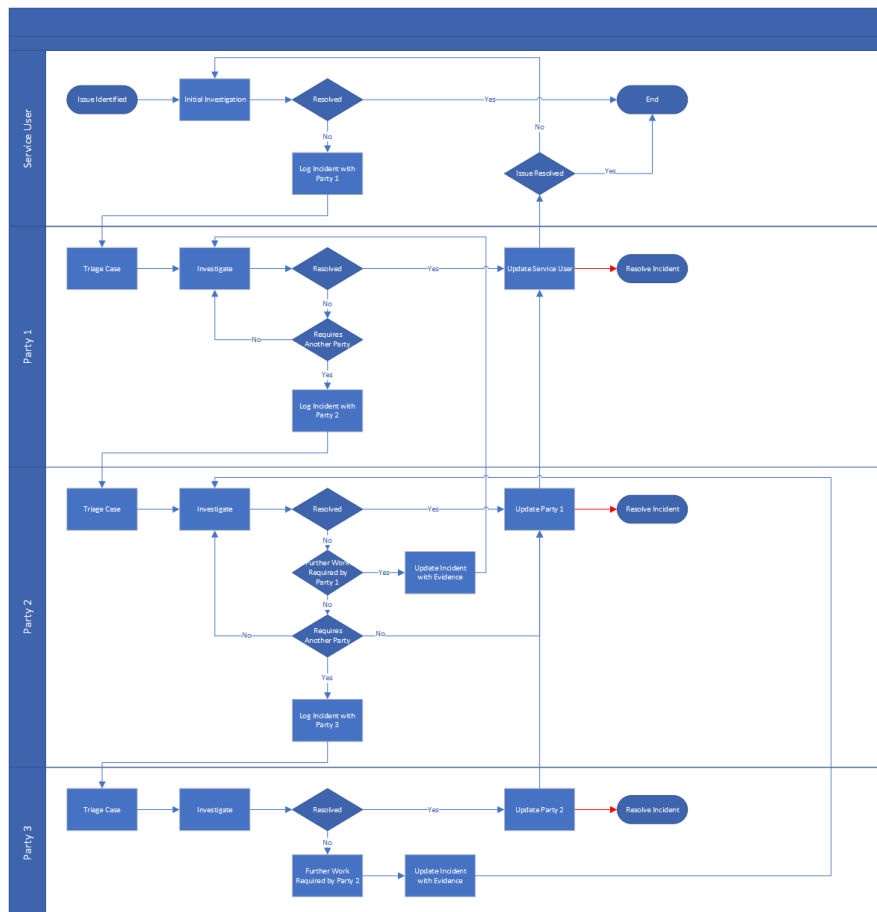 Service User
Issue Identified
Initial Investigation
Resolved
Yes
End
No
No
Log Incident with
Party 1
Issue Resolved
Yes
Party 1
Triage Case
Investigate
Resolved
Yes
Update Service User
Resolve Incident
No
Requires
Another Party
No
Yes
Log Incident with
Party 2
Party 2
Triage Case
Investigate
Resolved
Yes
Update Party 1
Resolve Incident
No
Further Work
Required by
Party 1
Yes
Update Incident
with Evidence
No
Requires
Another Party
No
No
Yes
Log Incident with
Party 3
Party 3
Triage Case
Investigate
Resolved
Yes
Update Party 2
Resolve Incident
No
Further Work
Required by Party 2
Update Incident
with Evidence